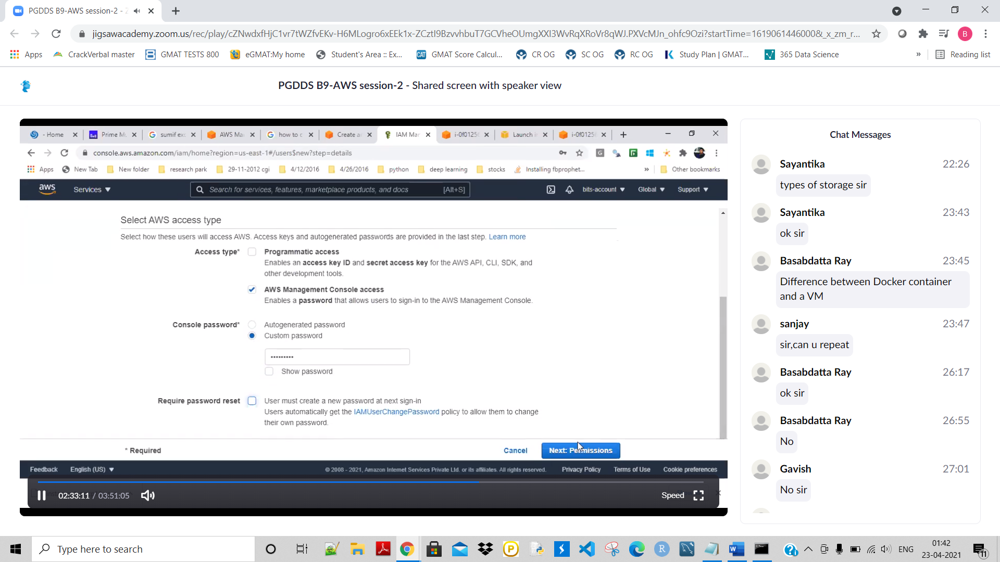 PGDDS B9-AWS session-2 - Z
jigsawacademy.zoom.us/rec/play/cZNwdxfHjC1vr7tWZfvEKv-H6MLogro6xEEk1x-ZCztI9BzvvhbuT7GCVheOUmgXXI3WvRqXRoVr8qWJ.PXVcMJn_ohfc9Ozi?startTime=1619061446000&_x_zm_r...
B
Apps CrackVerbal master GMAT TESTS 800 eGMAT:My home Student's Area :: Ex... CAT GMAT Score Calcul... CR OG SC OG RC OG Study Plan | GMAT... 365 Data Science » Reading list
PGDDS B9-AWS session-2 - Shared screen with speaker view
- Home Prime Mu sumif exc AWS Ma how to c Create a IAM Mar i-0f0125 Launch i i-0f0125
console.aws.amazon.com/iam/home?region=us-east-1#/users$new?step=details
Apps New Tab New folder research park 29-11-2012 cgi 4/12/2016 4/26/2016 python deep learning stocks Installing fbprophet... » Other bookmarks
aws Services Search for services, features, marketplace products, and docs [Alt+S] bits-account Global Support
Select AWS access type
Select how these users will access AWS. Access keys and autogenerated passwords are provided in the last step. Learn more
Access type* Programmatic access
Enables an access key ID and secret access key for the AWS API, CLI, SDK, and
other development tools.
AWS Management Console access
Enables a password that allows users to sign-in to the AWS Management Console.
Console password* Autogenerated password
Custom password
•••••••••
Show password
Require password reset User must create a new password at next sign-in
Users automatically get the IAMUserChangePassword policy to allow them to change
their own password.
* Required Cancel Next: Permissions
Feedback English (US) © 2008 - 2021, Amazon Internet Services Private Ltd. or its affiliates. All rights reserved. Privacy Policy Terms of Use Cookie preferences
02:33:11 / 03:51:05 Speed
Chat Messages
Sayantika 22:26
types of storage sir
Sayantika 23:43
ok sir
Basabdatta Ray 23:45
Difference between Docker container
and a VM
sanjay 23:47
sir,can u repeat
Basabdatta Ray 26:17
ok sir
Basabdatta Ray 26:55
No
Gavish 27:01
No sir
Type here to search
ENG
01:42
23-04-2021
11